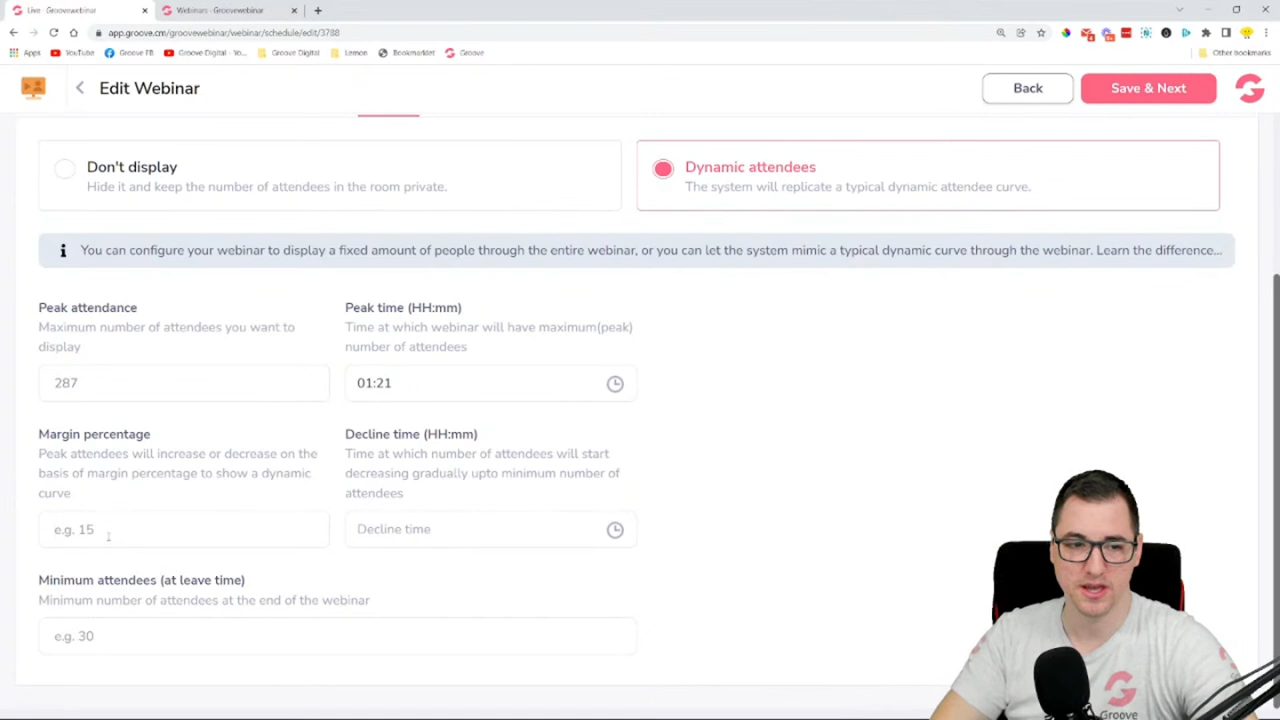 Live - Groovewebinar
Webinars - Groovewebinar
app.groove.cm/groovewebinar/webinar/schedule/edit/3788
Apps
YouTube
Groove FB
Groove Digital - Yo...
Groove Digital
Lemon
Bookmarklet
Groove
Other bookmarks
Edit Webinar
Back
Save & Next
Don't display
Hide it and keep the number of attendees in the room private.
Dynamic attendees
The system will replicate a typical dynamic attendee curve.
You can configure your webinar to display a fixed amount of people through the entire webinar, or you can let the system mimic a typical dynamic curve through the webinar. Learn the difference...
Peak attendance
Maximum number of attendees you want to
display
287
Peak time (HH:mm)
Time at which webinar will have maximum(peak)
number of attendees
01:21
Margin percentage
Peak attendees will increase or decrease on the
basis of margin percentage to show a dynamic
curve
e.g. 15
Decline time (HH:mm)
Time at which number of attendees will start
decreasing gradually upto minimum number of
attendees
Decline time
Minimum attendees (at leave time)
Minimum number of attendees at the end of the webinar
e.g. 30
Groove